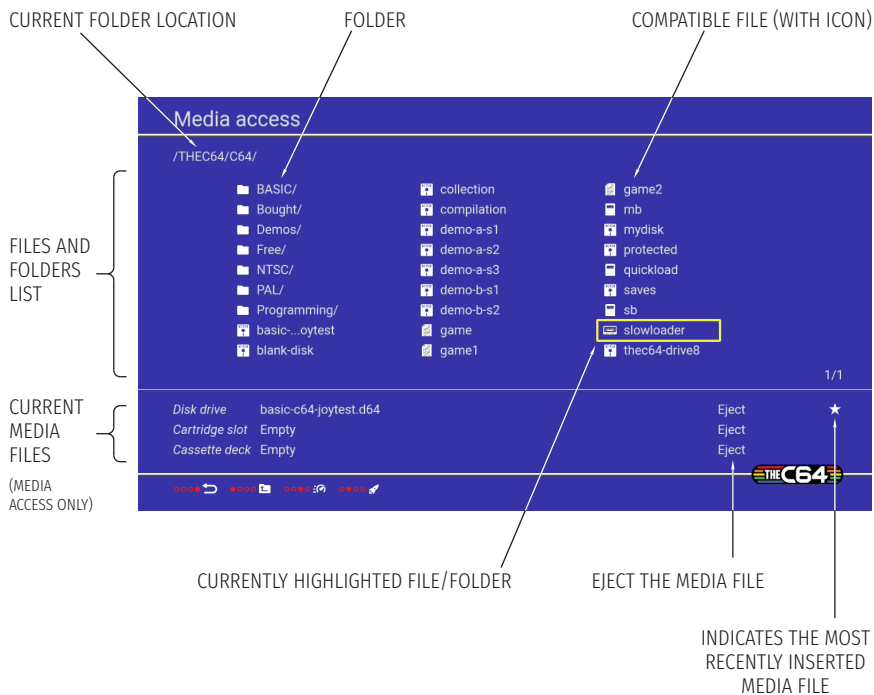 CURRENT FOLDER LOCATION
FOLDER
COMPATIBLE FILE (WITH ICON)
Media access
/THEC64/C64/
FILES AND
FOLDERS
LIST
BASIC/
Bought/
Demos/
Free/
NTSC/
PAL/
Programming/
basic-...oytest
blank-disk
collection
compilation
demo-a-s1
demo-a-s2
demo-a-s3
demo-b-s1
demo-b-s2
game
game1
game2
mb
mydisk
protected
quickload
saves
sb
slowloader
thec64-drive8
1/1
CURRENT
MEDIA
FILES
(MEDIA
ACCESS ONLY)
Disk drive basic-c64-joytest.d64 Eject
Cartridge slot Empty Eject
Cassette deck Empty Eject
THEC64
CURRENTLY HIGHLIGHTED FILE/FOLDER
EJECT THE MEDIA FILE
INDICATES THE MOST
RECENTLY INSERTED
MEDIA FILE